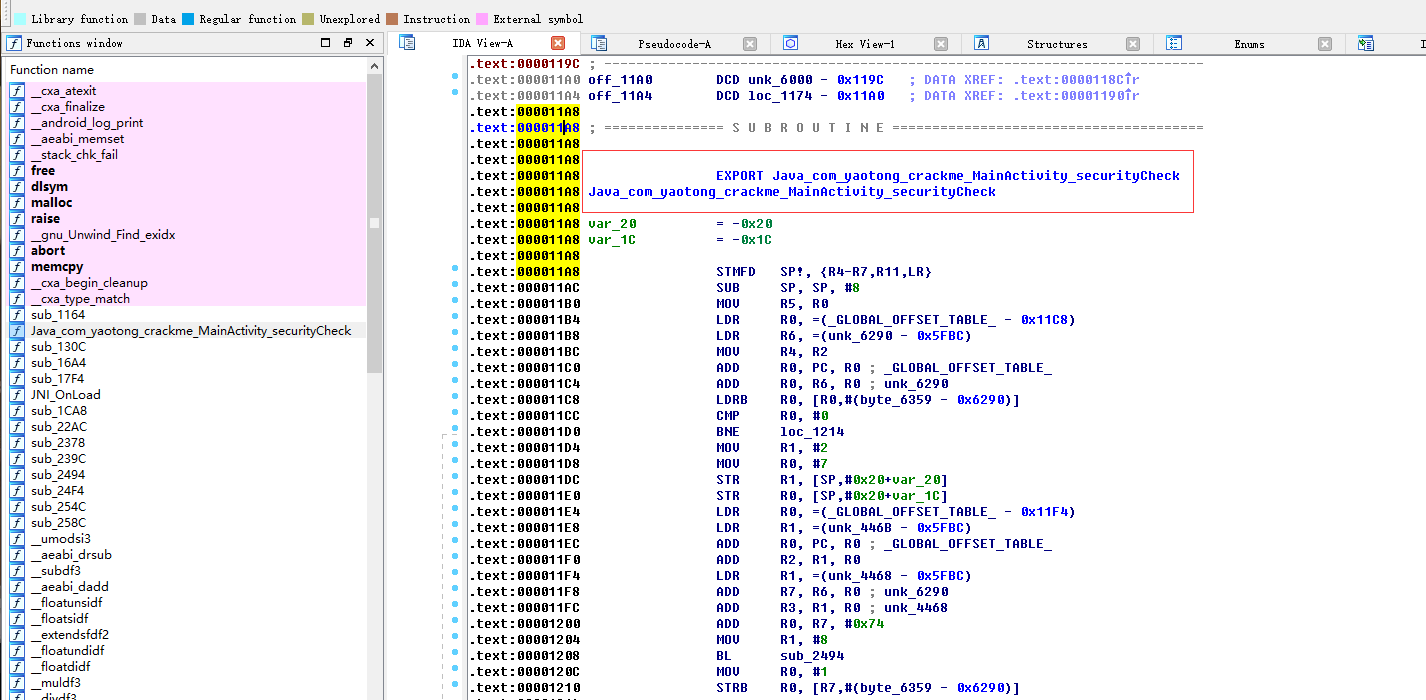 Library function Data Regular function Unexplored Instruction External symbol
Functions window
IDA View-A Pseudocode-A Hex View-1 Structures Enums
Function name
__cxa_atexit
__cxa_finalize
__android_log_print
__aeabi_memset
__stack_chk_fail
free
dlsym
malloc
raise
__gnu_Unwind_Find_exidx
abort
memcpy
__cxa_begin_cleanup
__cxa_type_match
sub_1164
Java_com_yaotong_crackme_MainActivity_securityCheck
sub_130C
sub_16A4
sub_17F4
JNI_OnLoad
sub_1CA8
sub_22AC
sub_2378
sub_239C
sub_2494
sub_24F4
sub_254C
sub_258C
__umodsi3
__aeabi_drsub
__subdf3
__aeabi_dadd
__floatunsidf
__floatsidf
__extendsfdf2
__floatundidf
__floatdidf
__muldf3
__divdf3
.text:0000119C ; ---------------------------------------------------------------------------
.text:000011A0 off_11A0 DCD unk_6000 - 0x119C ; DATA XREF: .text:0000118C↑r
.text:000011A4 off_11A4 DCD loc_1174 - 0x11A0 ; DATA XREF: .text:00001190↑r
.text:000011A8
.text:000011A8 ; =============== S U B R O U T I N E =======================================
.text:000011A8
.text:000011A8
.text:000011A8 EXPORT Java_com_yaotong_crackme_MainActivity_securityCheck
.text:000011A8 Java_com_yaotong_crackme_MainActivity_securityCheck
.text:000011A8
.text:000011A8 var_20 = -0x20
.text:000011A8 var_1C = -0x1C
.text:000011A8
.text:000011A8 STMFD SP!, {R4-R7,R11,LR}
.text:000011AC SUB SP, SP, #8
.text:000011B0 MOV R5, R0
.text:000011B4 LDR R0, =(_GLOBAL_OFFSET_TABLE_ - 0x11C8)
.text:000011B8 LDR R6, =(unk_6290 - 0x5FBC)
.text:000011BC MOV R4, R2
.text:000011C0 ADD R0, PC, R0 ; _GLOBAL_OFFSET_TABLE_
.text:000011C4 ADD R0, R6, R0 ; unk_6290
.text:000011C8 LDRB R0, [R0,#(byte_6359 - 0x6290)]
.text:000011CC CMP R0, #0
.text:000011D0 BNE loc_1214
.text:000011D4 MOV R1, #2
.text:000011D8 MOV R0, #7
.text:000011DC STR R1, [SP,#0x20+var_20]
.text:000011E0 STR R0, [SP,#0x20+var_1C]
.text:000011E4 LDR R0, =(_GLOBAL_OFFSET_TABLE_ - 0x11F4)
.text:000011E8 LDR R1, =(unk_446B - 0x5FBC)
.text:000011EC ADD R0, PC, R0 ; _GLOBAL_OFFSET_TABLE_
.text:000011F0 ADD R2, R1, R0
.text:000011F4 LDR R1, =(unk_4468 - 0x5FBC)
.text:000011F8 ADD R7, R6, R0 ; unk_6290
.text:000011FC ADD R3, R1, R0 ; unk_4468
.text:00001200 ADD R0, R7, #0x74
.text:00001204 MOV R1, #8
.text:00001208 BL sub_2494
.text:0000120C MOV R0, #1
.text:00001210 STRB R0, [R7,#(byte_6359 - 0x6290)]